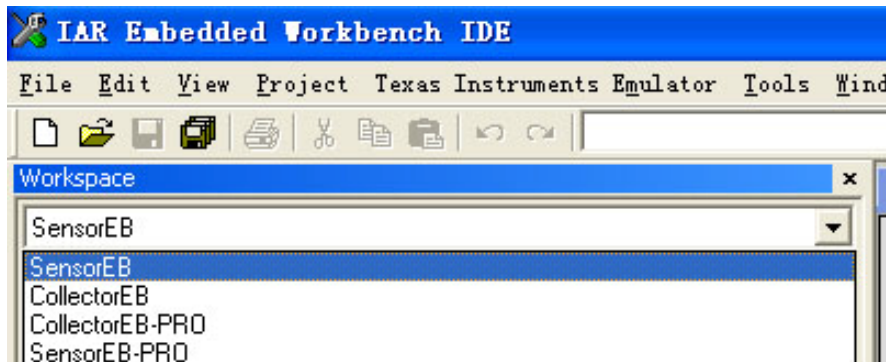 IAR Embedded Workbench IDE
File Edit View Project Texas Instruments Emulator Tools
Workspace
SensorEB
SensorEB
CollectorEB
CollectorEB-PRO
SensorEB-PRO